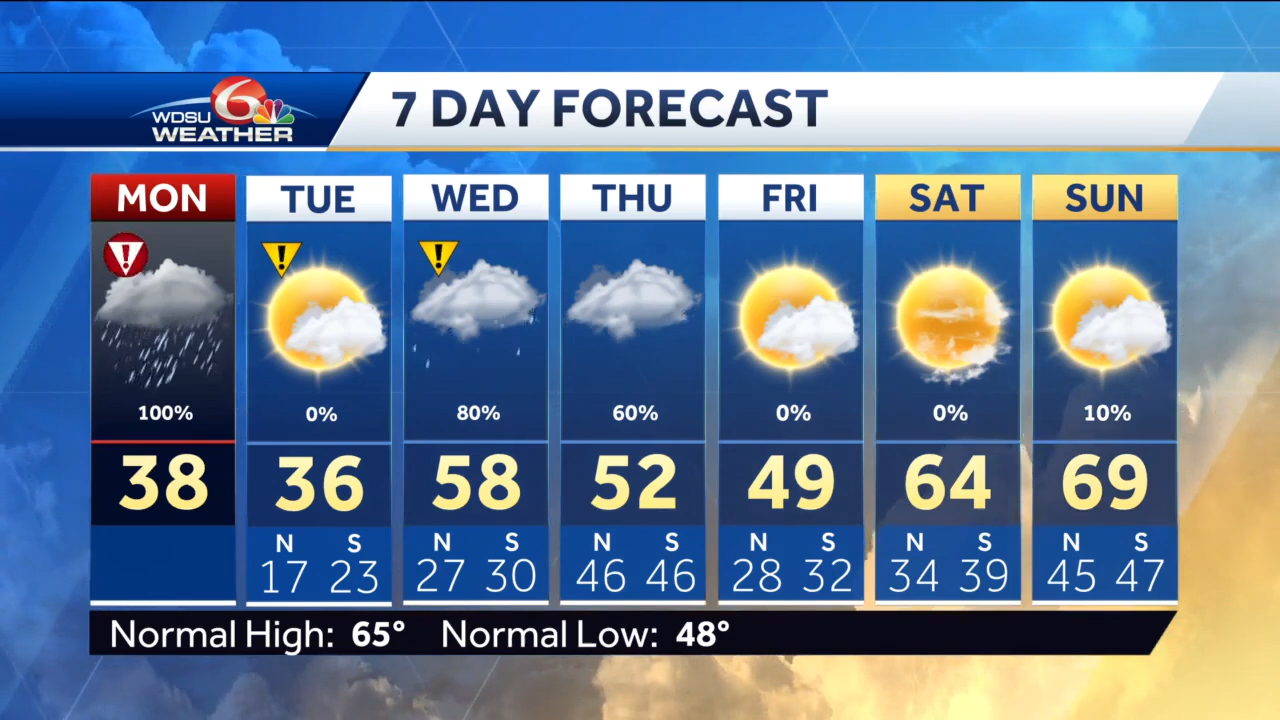 WDSU 6
WEATHER
7 DAY FORECAST
MON TUE WED THU FRI SAT SUN
! ! !
100% 0% 80% 60% 0% 0% 10%
38 36 58 52 49 64 69
N S N S N S N S N S N S
17 23 27 30 46 46 28 32 34 39 45 47
Normal High: 65° Normal Low: 48°